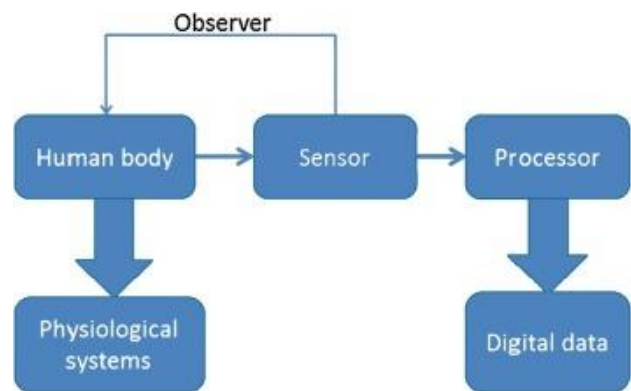 Observer
Human body
Sensor
Processor
Physiological
systems
Digital data